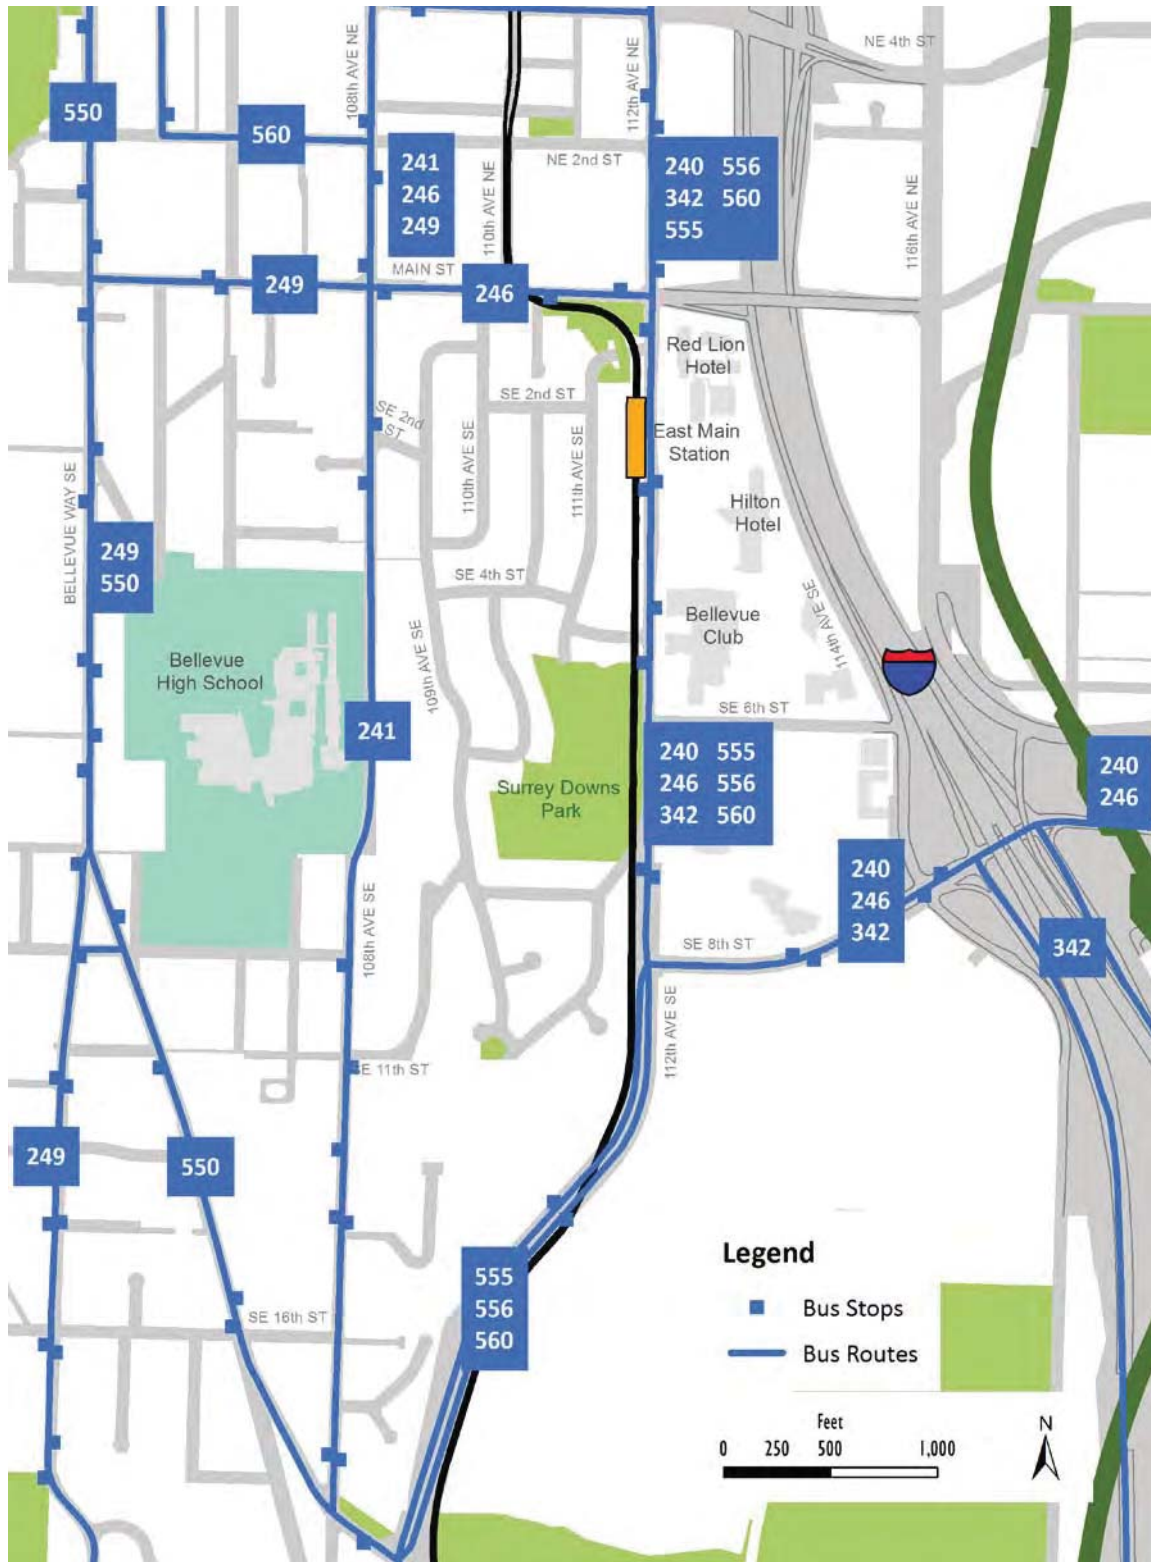 NE 4th ST
108th AVE NE
112th AVE NE
550
560
241
246
249
NE 2nd ST
110th AVE NE
240 556
342 560
555
116th AVE NE
MAIN ST
249
246
Red Lion
Hotel
SE 2nd ST
SE 2nd
ST
East Main
Station
110th AVE SE
111th AVE SE
BELLEVUE WAY SE
Hilton
Hotel
249
550
SE 4th ST
114th AVE SE
Bellevue
Club
Bellevue
High School
109th AVE SE
SE 6th ST
241
240 555
246 556
342 560
240
246
Surrey Downs
Park
240
246
342
108th AVE SE
SE 8th ST
342
112th AVE SE
SE 11th ST
249
550
555
556
560
SE 16th ST
Legend
Bus Stops
Bus Routes
Feet
0 250 500 1,000
N